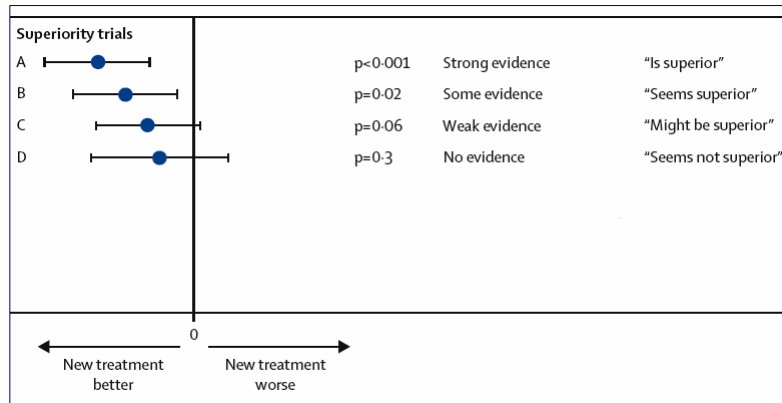 Superiority trials
A p<0·001 Strong evidence “Is superior”
B p=0·02 Some evidence “Seems superior”
C p=0·06 Weak evidence “Might be superior”
D p=0·3 No evidence “Seems not superior”
0
New treatment better
New treatment worse